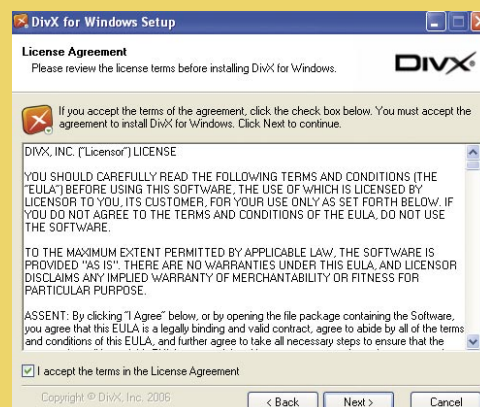 DivX for Windows Setup
License Agreement
Please review the license terms before installing DivX for Windows.
DIVX
If you accept the terms of the agreement, click the check box below. You must accept the
agreement to install DivX for Windows. Click Next to continue.
DIVX, INC. ("Licensor") LICENSE
YOU SHOULD CAREFULLY READ THE FOLLOWING TERMS AND CONDITIONS (THE
"EULA") BEFORE USING THIS SOFTWARE, THE USE OF WHICH IS LICENSED BY
LICENSOR TO YOU, ITS CUSTOMER, FOR YOUR USE ONLY AS SET FORTH BELOW. IF
YOU DO NOT AGREE TO THE TERMS AND CONDITIONS OF THE EULA, DO NOT USE
THE SOFTWARE.
TO THE MAXIMUM EXTENT PERMITTED BY APPLICABLE LAW, THE SOFTWARE IS
PROVIDED "AS IS". THERE ARE NO WARRANTIES UNDER THIS EULA, AND LICENSOR
DISCLAIMS ANY IMPLIED WARRANTY OF MERCHANTABILITY OR FITNESS FOR
PARTICULAR PURPOSE.
ASSENT: By clicking "I Agree" below, or by opening the file package containing the Software,
you agree that this EULA is a legally binding and valid contract, agree to abide by all of the terms
and conditions of this EULA, and further agree to take all necessary steps to ensure that the
I accept the terms in the License Agreement
Copyright © DivX, Inc. 2006
< Back
Next >
Cancel